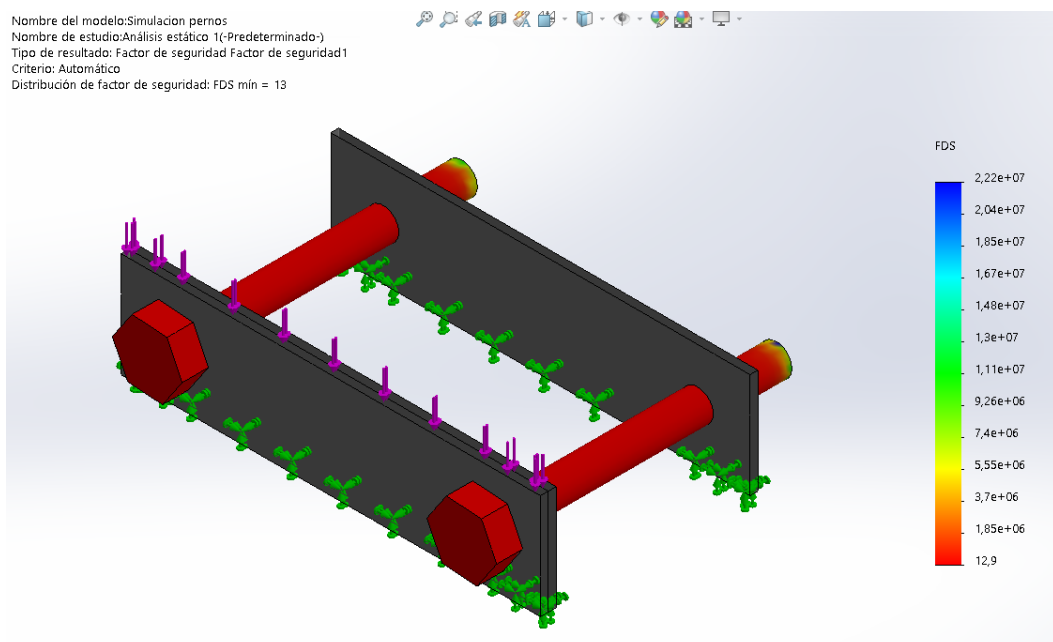 Nombre del modelo:Simulacion pernos
Nombre de estudio:Análisis estático 1(-Predeterminado-)
Tipo de resultado: Factor de seguridad Factor de seguridad1
Criterio: Automático
Distribución de factor de seguridad: FDS mín = 13
FDS
2,22e+07
2,04e+07
1,85e+07
1,67e+07
1,48e+07
1,3e+07
1,11e+07
9,26e+06
7,4e+06
5,55e+06
3,7e+06
1,85e+06
12,9